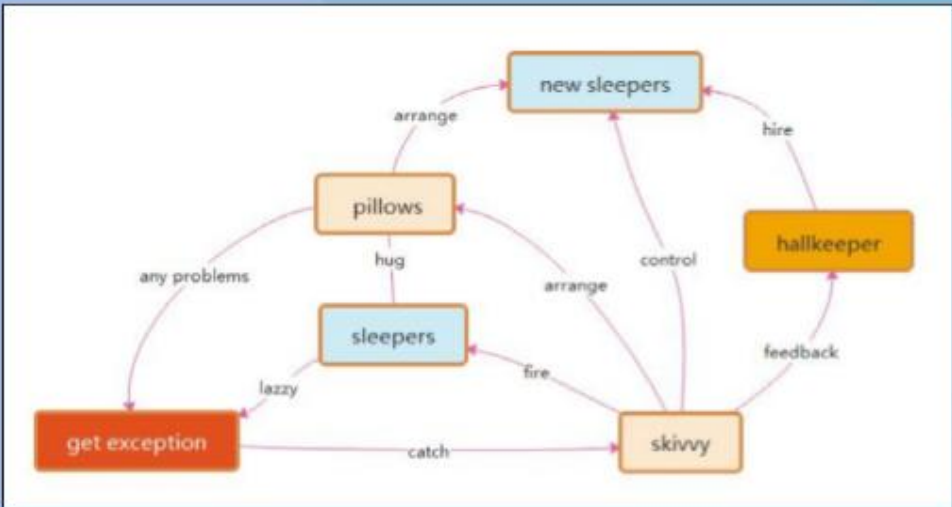 new sleepers
arrange
hire
pillows
hallkeeper
hug
control
any problems
arrange
sleepers
feedback
fire
lazzy
get exception
skivvy
catch